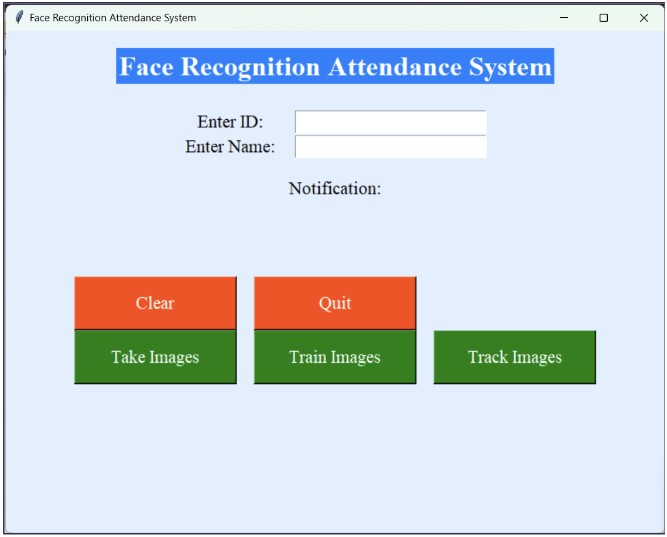 Face Recognition Attendance System
Face Recognition Attendance System
Enter ID:
Enter Name:
Notification:
Clear Quit
Take Images Train Images Track Images